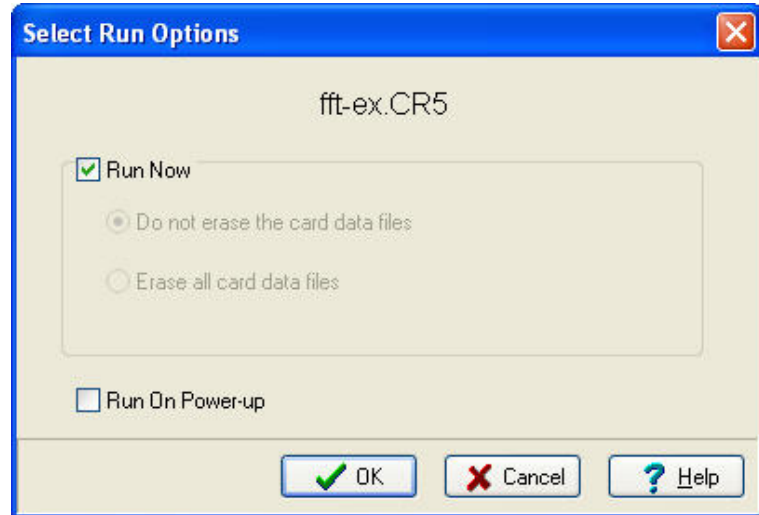 Select Run Options
fft-ex.CR5
Run Now
Do not erase the card data files
Erase all card data files
Run On Power-up
OK Cancel Help